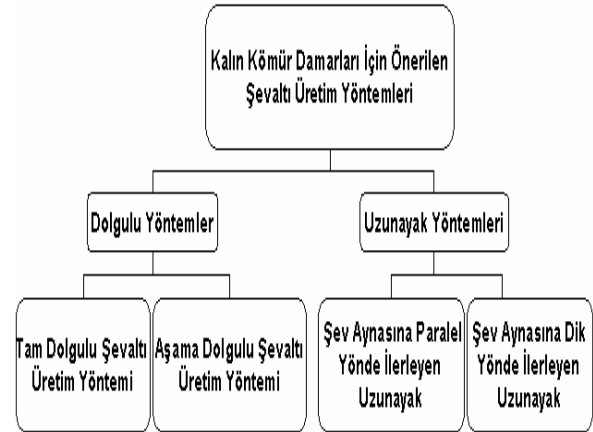 Kalın Kömür Damarları İçin Önerilen
Şevaltı Üretim Yöntemleri
Dolgulu Yöntemler
Uzunayak Yöntemleri
Tam Dolgulu Şevaltı
Üretim Yöntemi
Aşama Dolgulu Şevaltı
Üretim Yöntemi
Şev Aynasına Paralel
Yönde İlerleyen
Uzunayak
Şev Aynasına Dik
Yönde İlerleyen
Uzunayak